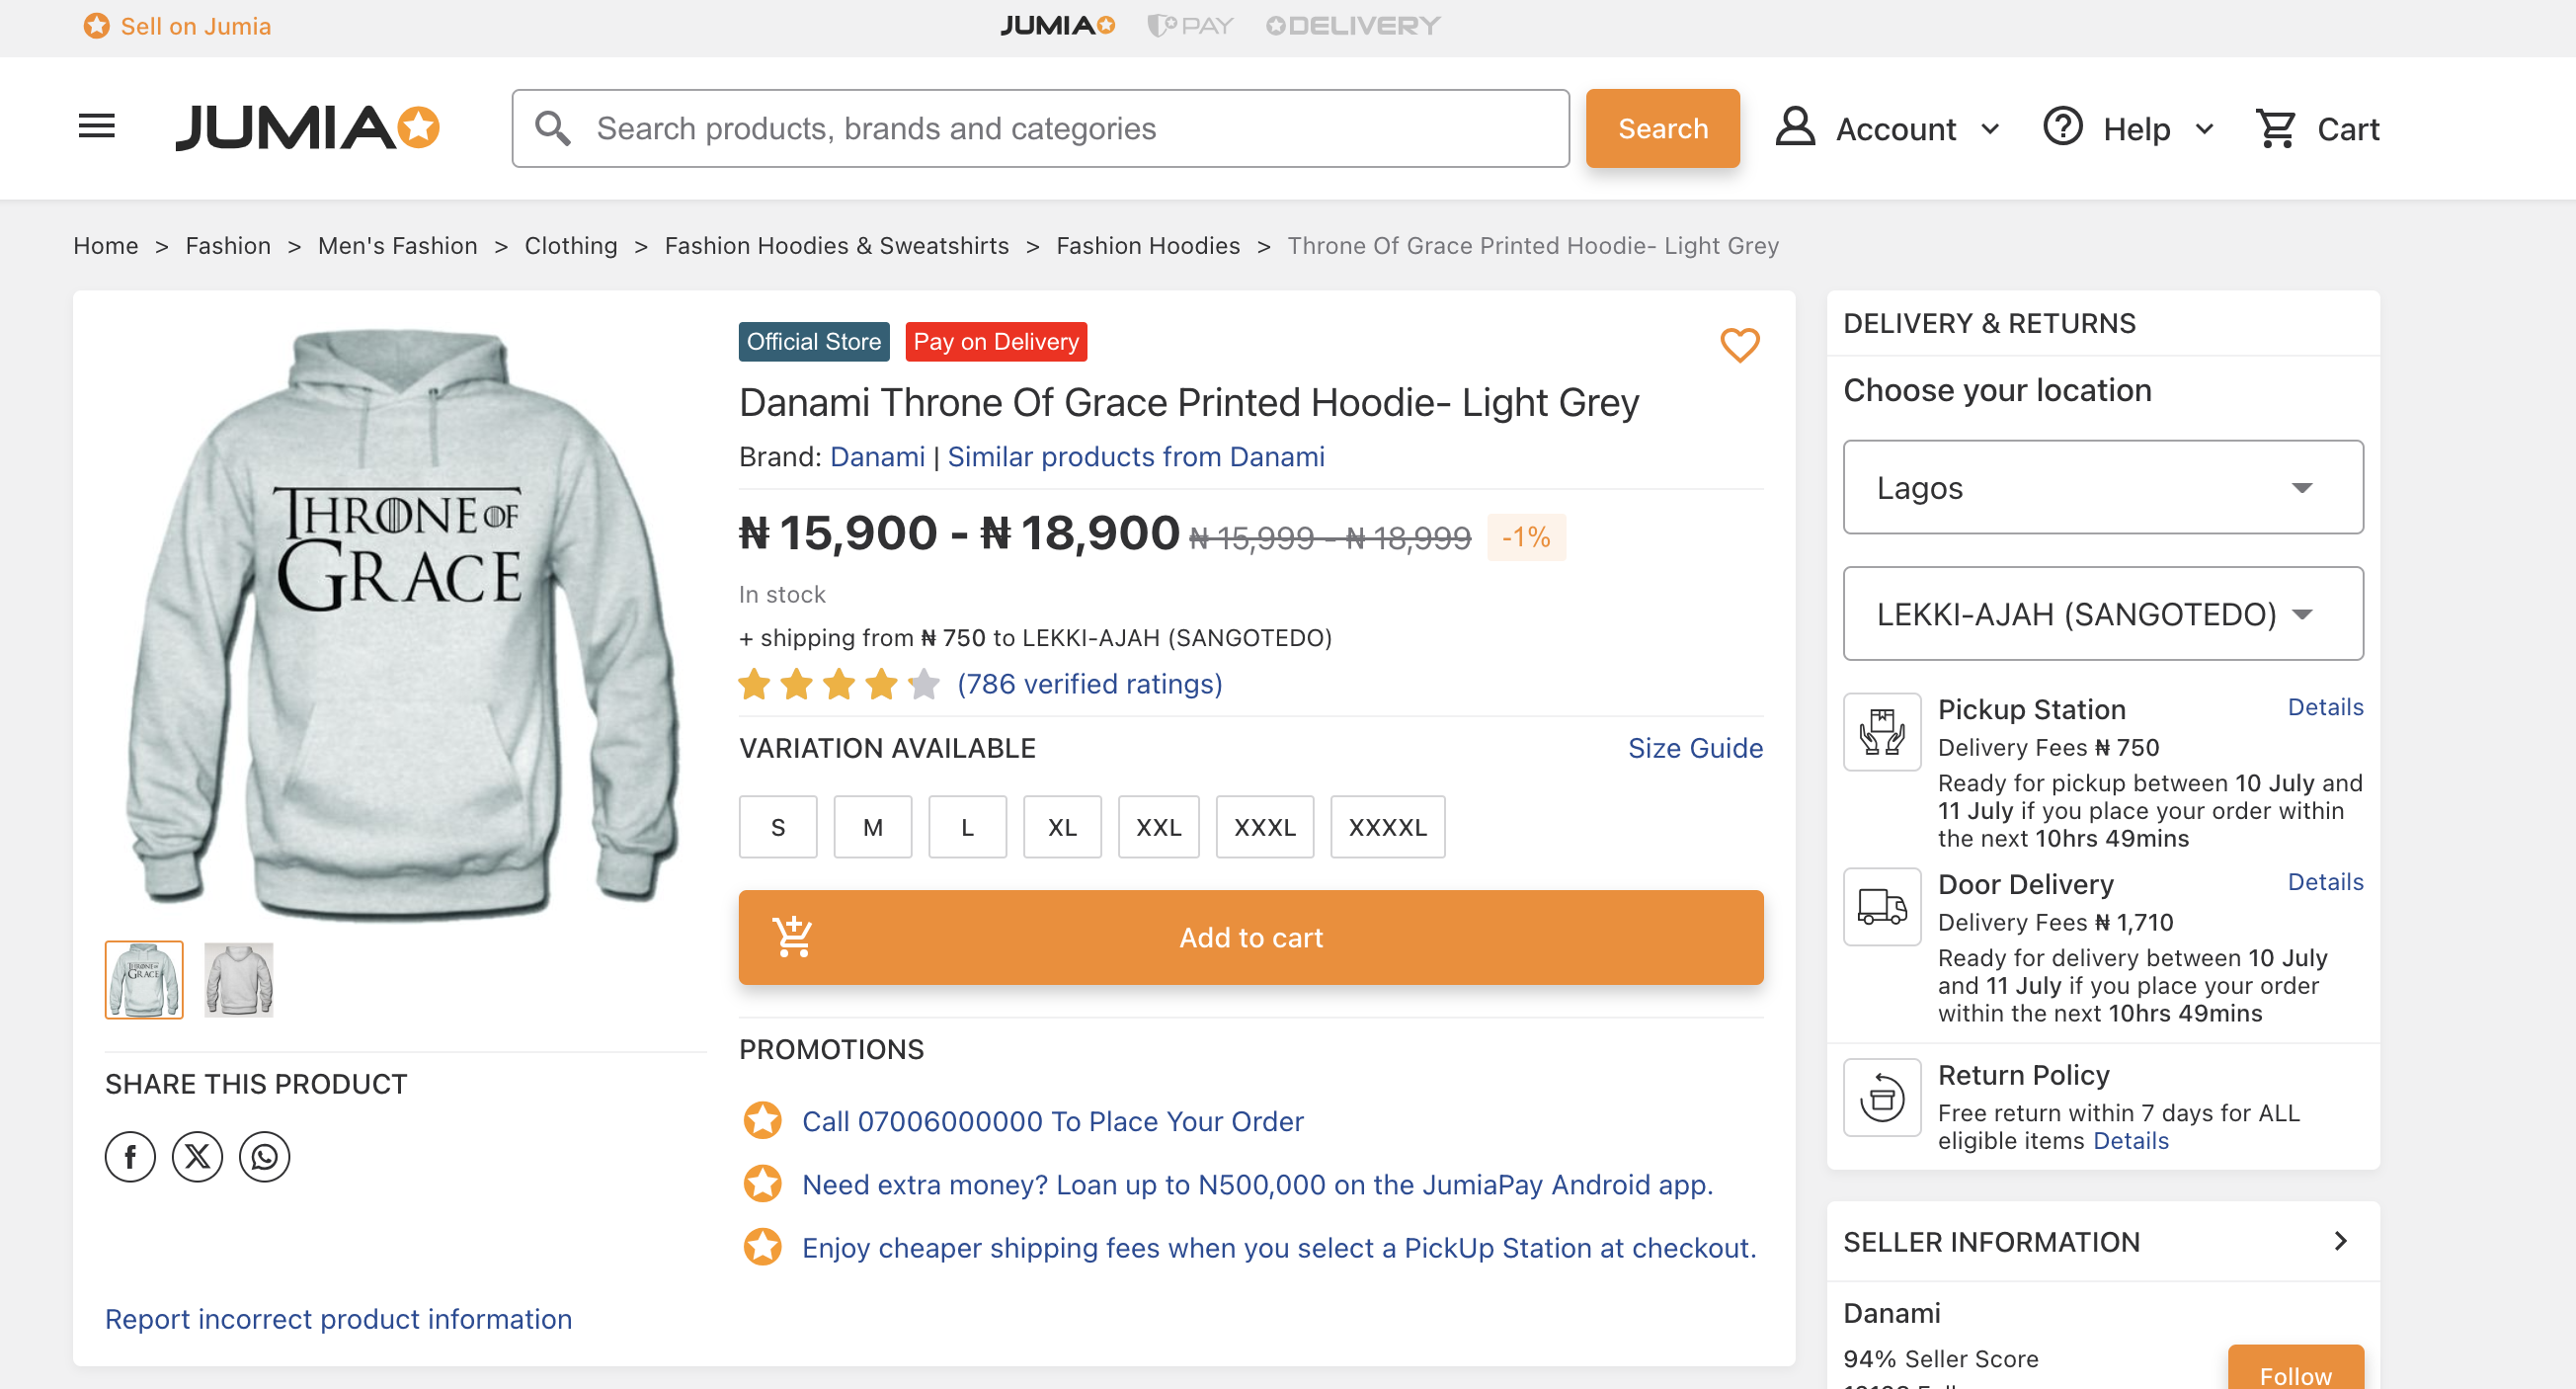 Sell on Jumia
JUMIA PAY DELIVERY
JUMIA
Search products, brands and categories
Search
Account
Help
Cart
Home > Fashion > Men's Fashion > Clothing > Fashion Hoodies & Sweatshirts > Fashion Hoodies > Throne Of Grace Printed Hoodie- Light Grey
THRONE OF
GRACE
THRONE OF
GRACE
SHARE THIS PRODUCT
Report incorrect product information
Official Store
Pay on Delivery
Danami Throne Of Grace Printed Hoodie- Light Grey
Brand: Danami | Similar products from Danami
₦ 15,900 - ₦ 18,900 ₦ 15,999 - ₦ 18,999 -1%
In stock
+ shipping from ₦ 750 to LEKKI-AJAH (SANGOTEDO)
(786 verified ratings)
VARIATION AVAILABLE
Size Guide
S M L XL XXL XXXL XXXXL
Add to cart
PROMOTIONS
Call 07006000000 To Place Your Order
Need extra money? Loan up to N500,000 on the JumiaPay Android app.
Enjoy cheaper shipping fees when you select a PickUp Station at checkout.
DELIVERY & RETURNS
Choose your location
Lagos
LEKKI-AJAH (SANGOTEDO)
Pickup Station
Details
Delivery Fees ₦ 750
Ready for pickup between 10 July and
11 July if you place your order within
the next 10hrs 49mins
Door Delivery
Details
Delivery Fees ₦ 1,710
Ready for delivery between 10 July
and 11 July if you place your order
within the next 10hrs 49mins
Return Policy
Free return within 7 days for ALL
eligible items Details
SELLER INFORMATION
Danami
94% Seller Score
Follow